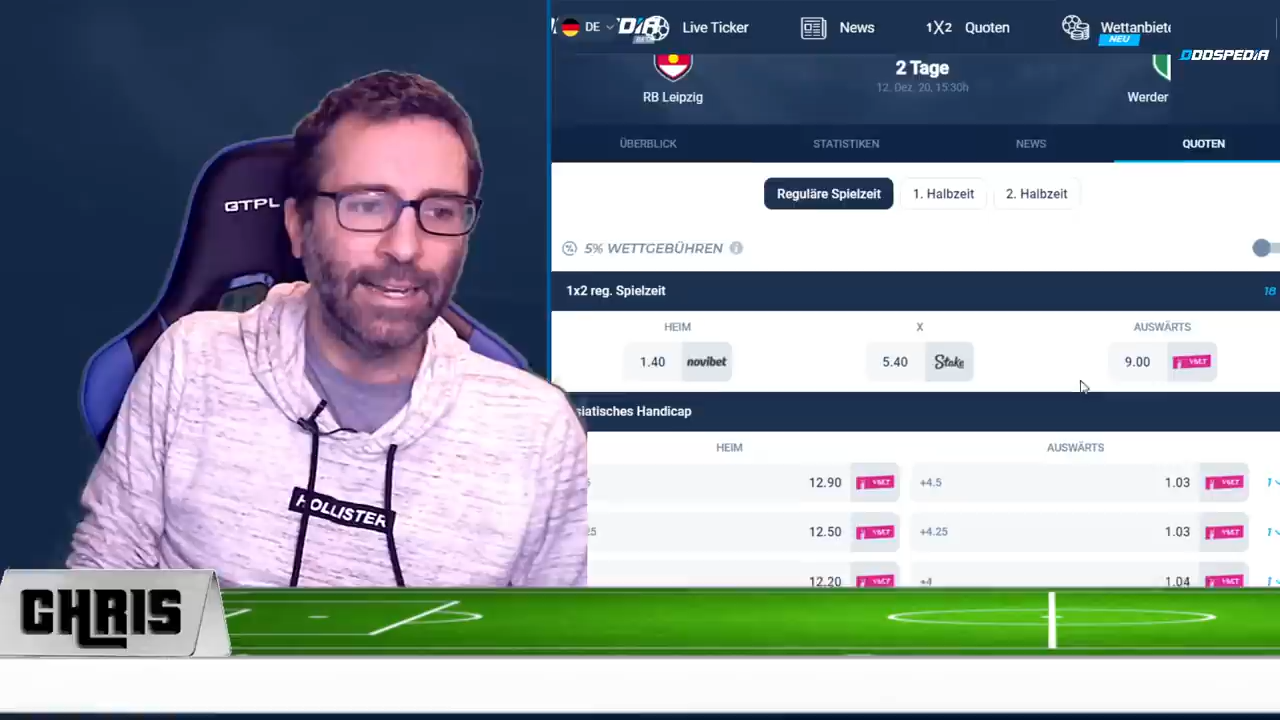 DE
Live Ticker
News
1X2 Quoten
Wettanbiete
NEU
ODDSPEDIA
2 Tage
12. Dez. 20, 15:30h
RB Leipzig
Werder
ÜBERBLICK
STATISTIKEN
NEWS
QUOTEN
Reguläre Spielzeit
1. Halbzeit
2. Halbzeit
5% WETTGEBÜHREN
1x2 reg. Spielzeit
18
HEIM
X
AUSWÄRTS
1.40 novibet
5.40 Stake
9.00
siatisches Handicap
HEIM
AUSWÄRTS
12.90
+4.5
1.03
1
25
12.50
+4.25
1.03
1
12.20
+4
1.04
GTPL
HOLLISTER
CHRIS